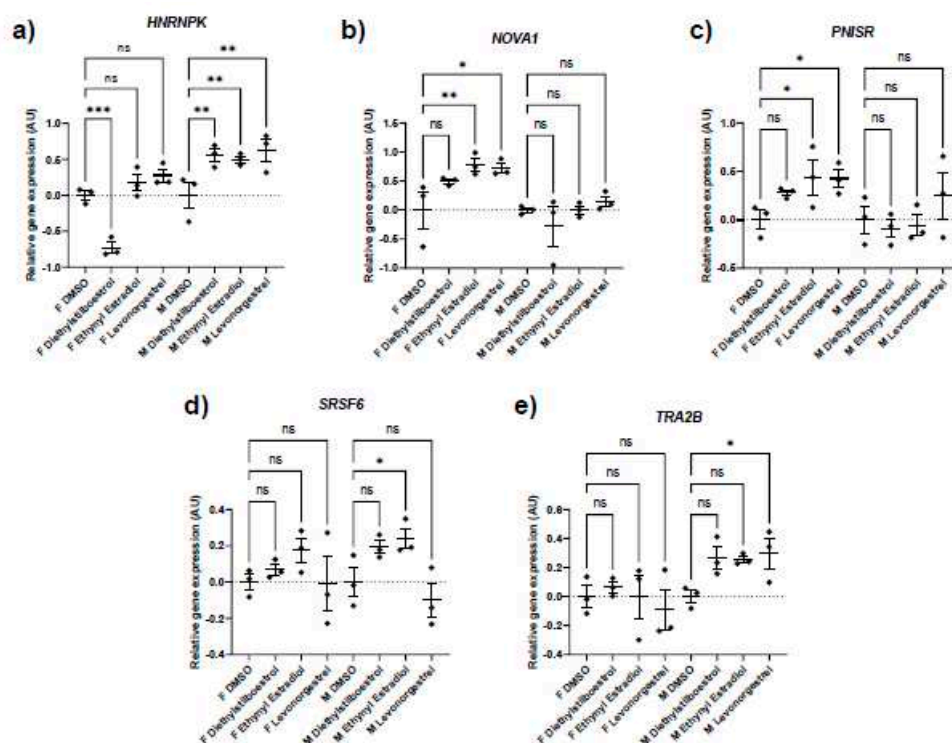 a)
HNRNPK
ns
**
ns
**
***
**
Relative gene expression (AU)
1.0
0.5
0.0
-0.5
-1.0
F DMSO
F Diethylstilboestrol
F Ethynyl Estradiol
F Levonorgestrel
M DMSO
M Diethylstilboestrol
M Ethynyl Estradiol
M Levonorgestrel
b)
NOVA1
*
ns
**
ns
ns
ns
Relative gene expression (AU)
1.5
1.0
0.5
0.0
-0.5
-1.0
F DMSO
F Diethylstilboestrol
F Ethynyl Estradiol
F Levonorgestrel
M DMSO
M Diethylstilboestrol
M Ethynyl Estradiol
M Levonorgestrel
c)
PNISR
*
ns
*
ns
ns
ns
Relative gene expression (AU)
1.0
0.5
0.0
-0.5
F DMSO
F Diethylstilboestrol
F Ethynyl Estradiol
F Levonorgestrel
M DMSO
M Diethylstilboestrol
M Ethynyl Estradiol
M Levonorgestrel
d)
SRSF6
ns
ns
ns
*
ns
ns
Relative gene expression (AU)
0.4
0.2
0.0
-0.2
-0.4
F DMSO
F Diethylstilboestrol
F Ethynyl Estradiol
F Levonorgestrel
M DMSO
M Diethylstilboestrol
M Ethynyl Estradiol
M Levonorgestrel
e)
TRA2B
ns
*
ns
ns
ns
ns
Relative gene expression (AU)
0.4
0.2
0.0
0.2
-0.4
F DMSO
F Diethylstilboestrol
F Ethynyl Estradiol
F Levonorgestrel
M DMSO
M Diethylstilboestrol
M Ethynyl Estradiol
M Levonorgestrel